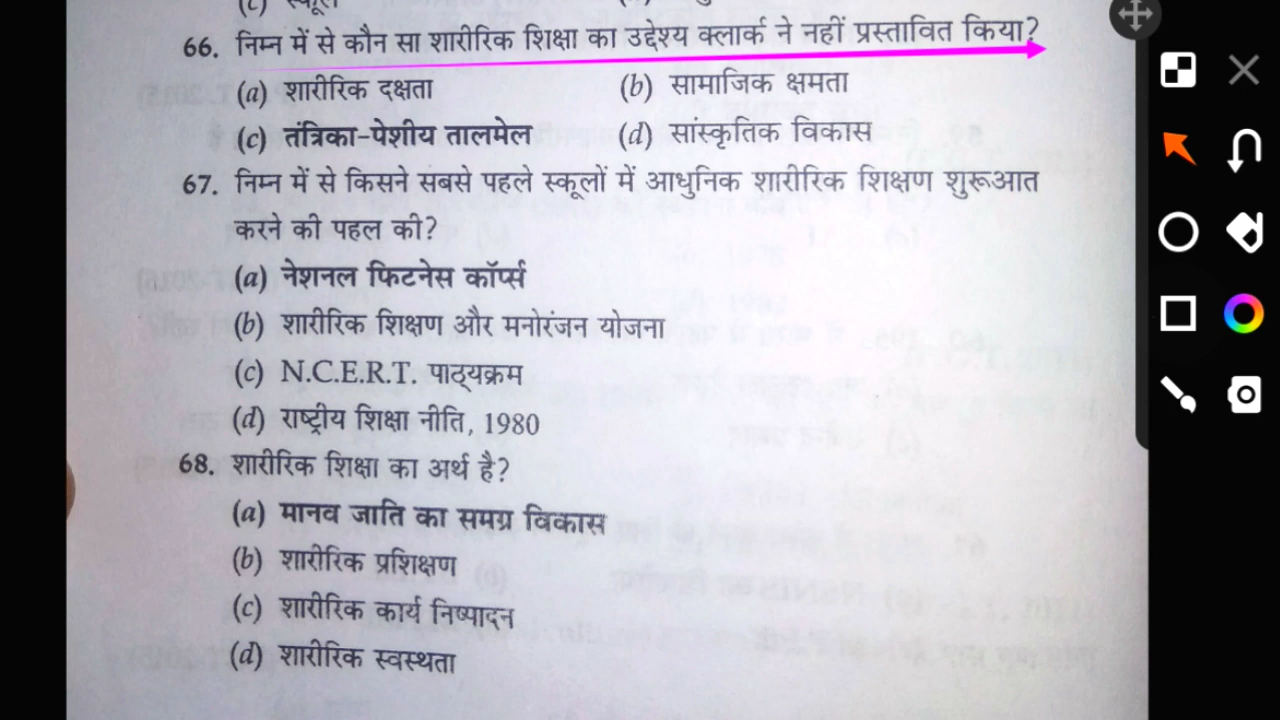 (c) स्कूल
66. निम्न में से कौन सा शारीरिक शिक्षा का उद्देश्य क्लार्क ने नहीं प्रस्तावित किया?
(a) शारीरिक दक्षता (b) सामाजिक क्षमता
(c) तंत्रिका-पेशीय तालमेल (d) सांस्कृतिक विकास
67. निम्न में से किसने सबसे पहले स्कूलों में आधुनिक शारीरिक शिक्षण शुरूआत
करने की पहल की?
(a) नेशनल फिटनेस कॉर्प्स
(b) शारीरिक शिक्षण और मनोरंजन योजना
(c) N.C.E.R.T. पाठ्यक्रम
(d) राष्ट्रीय शिक्षा नीति, 1980
68. शारीरिक शिक्षा का अर्थ है?
(a) मानव जाति का समग्र विकास
(b) शारीरिक प्रशिक्षण
(c) शारीरिक कार्य निष्पादन
(d) शारीरिक स्वस्थता